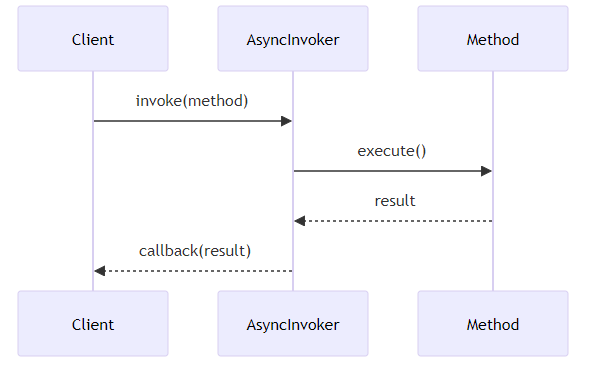 Client AsyncInvoker Method
invoke(method)
execute()
result
callback(result)
Client AsyncInvoker Method